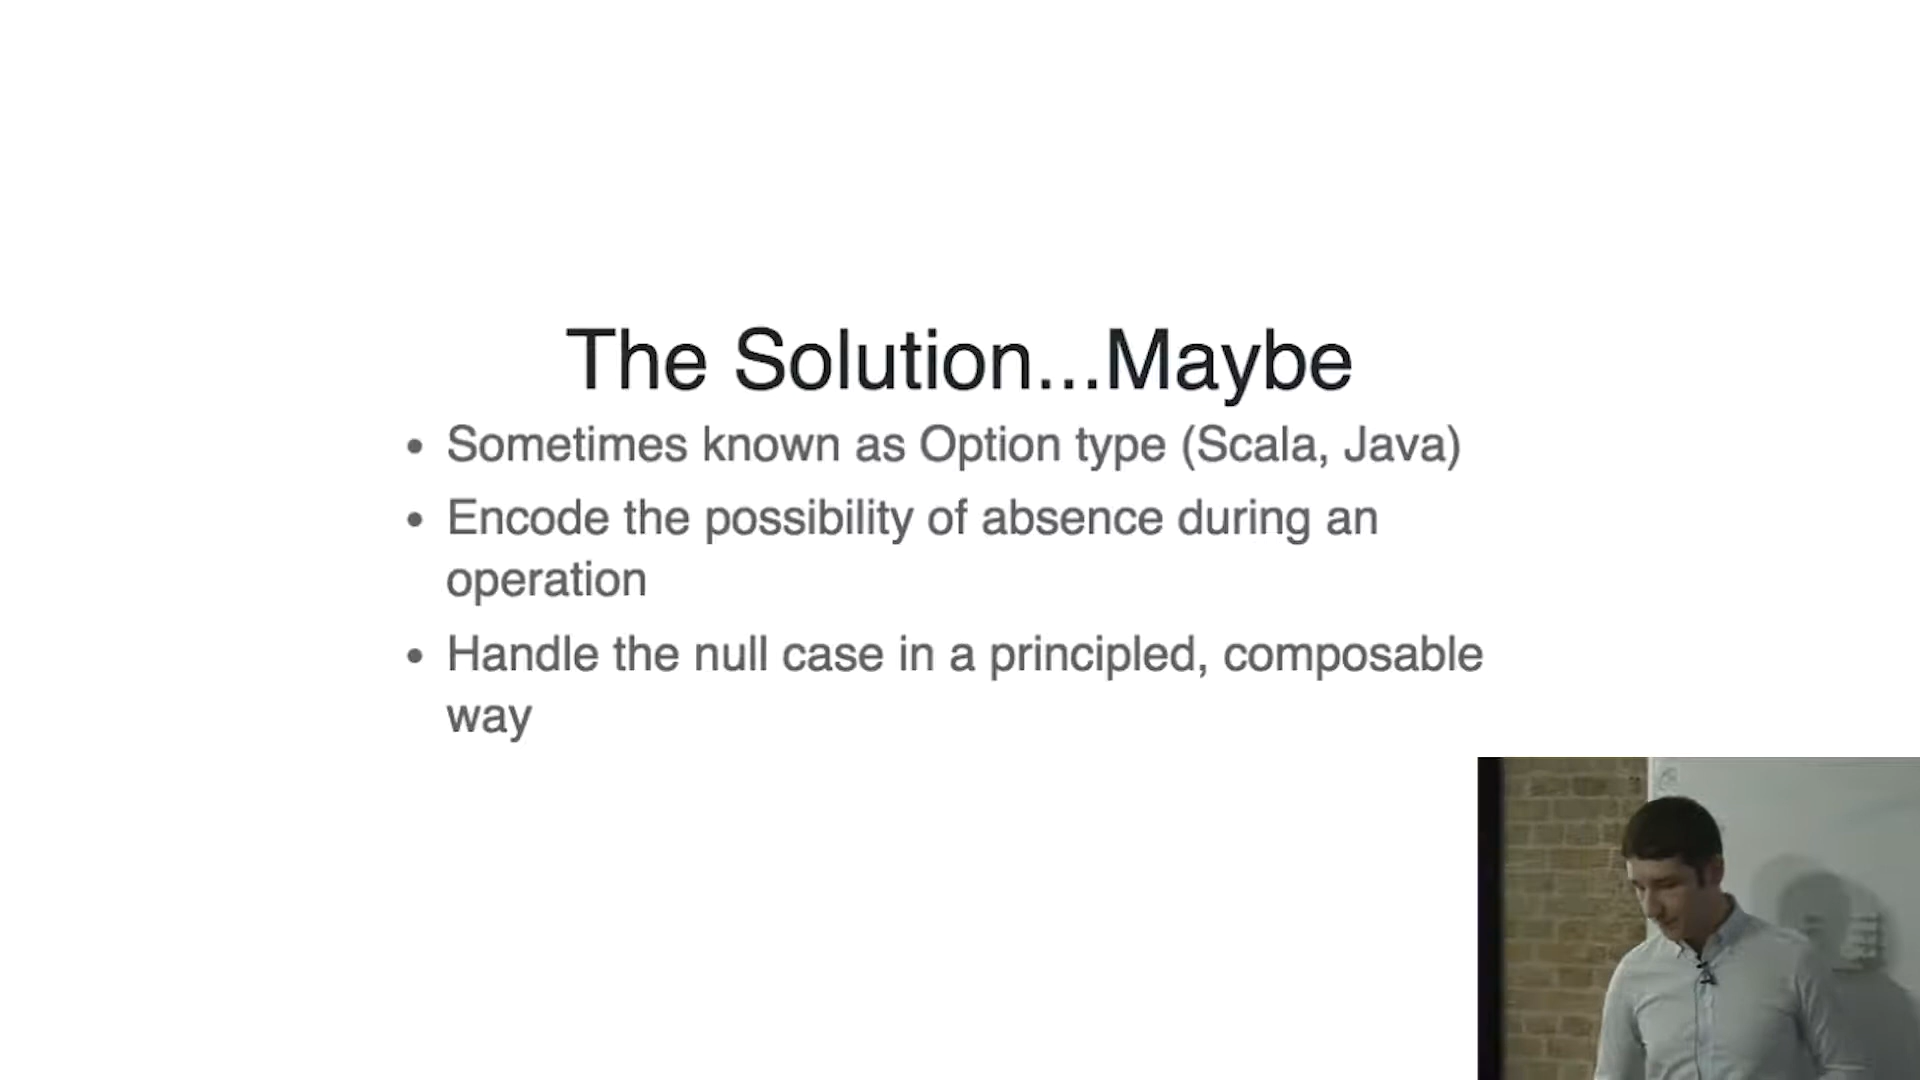 The Solution...Maybe
• Sometimes known as Option type (Scala, Java)
• Encode the possibility of absence during an
operation
• Handle the null case in a principled, composable
way